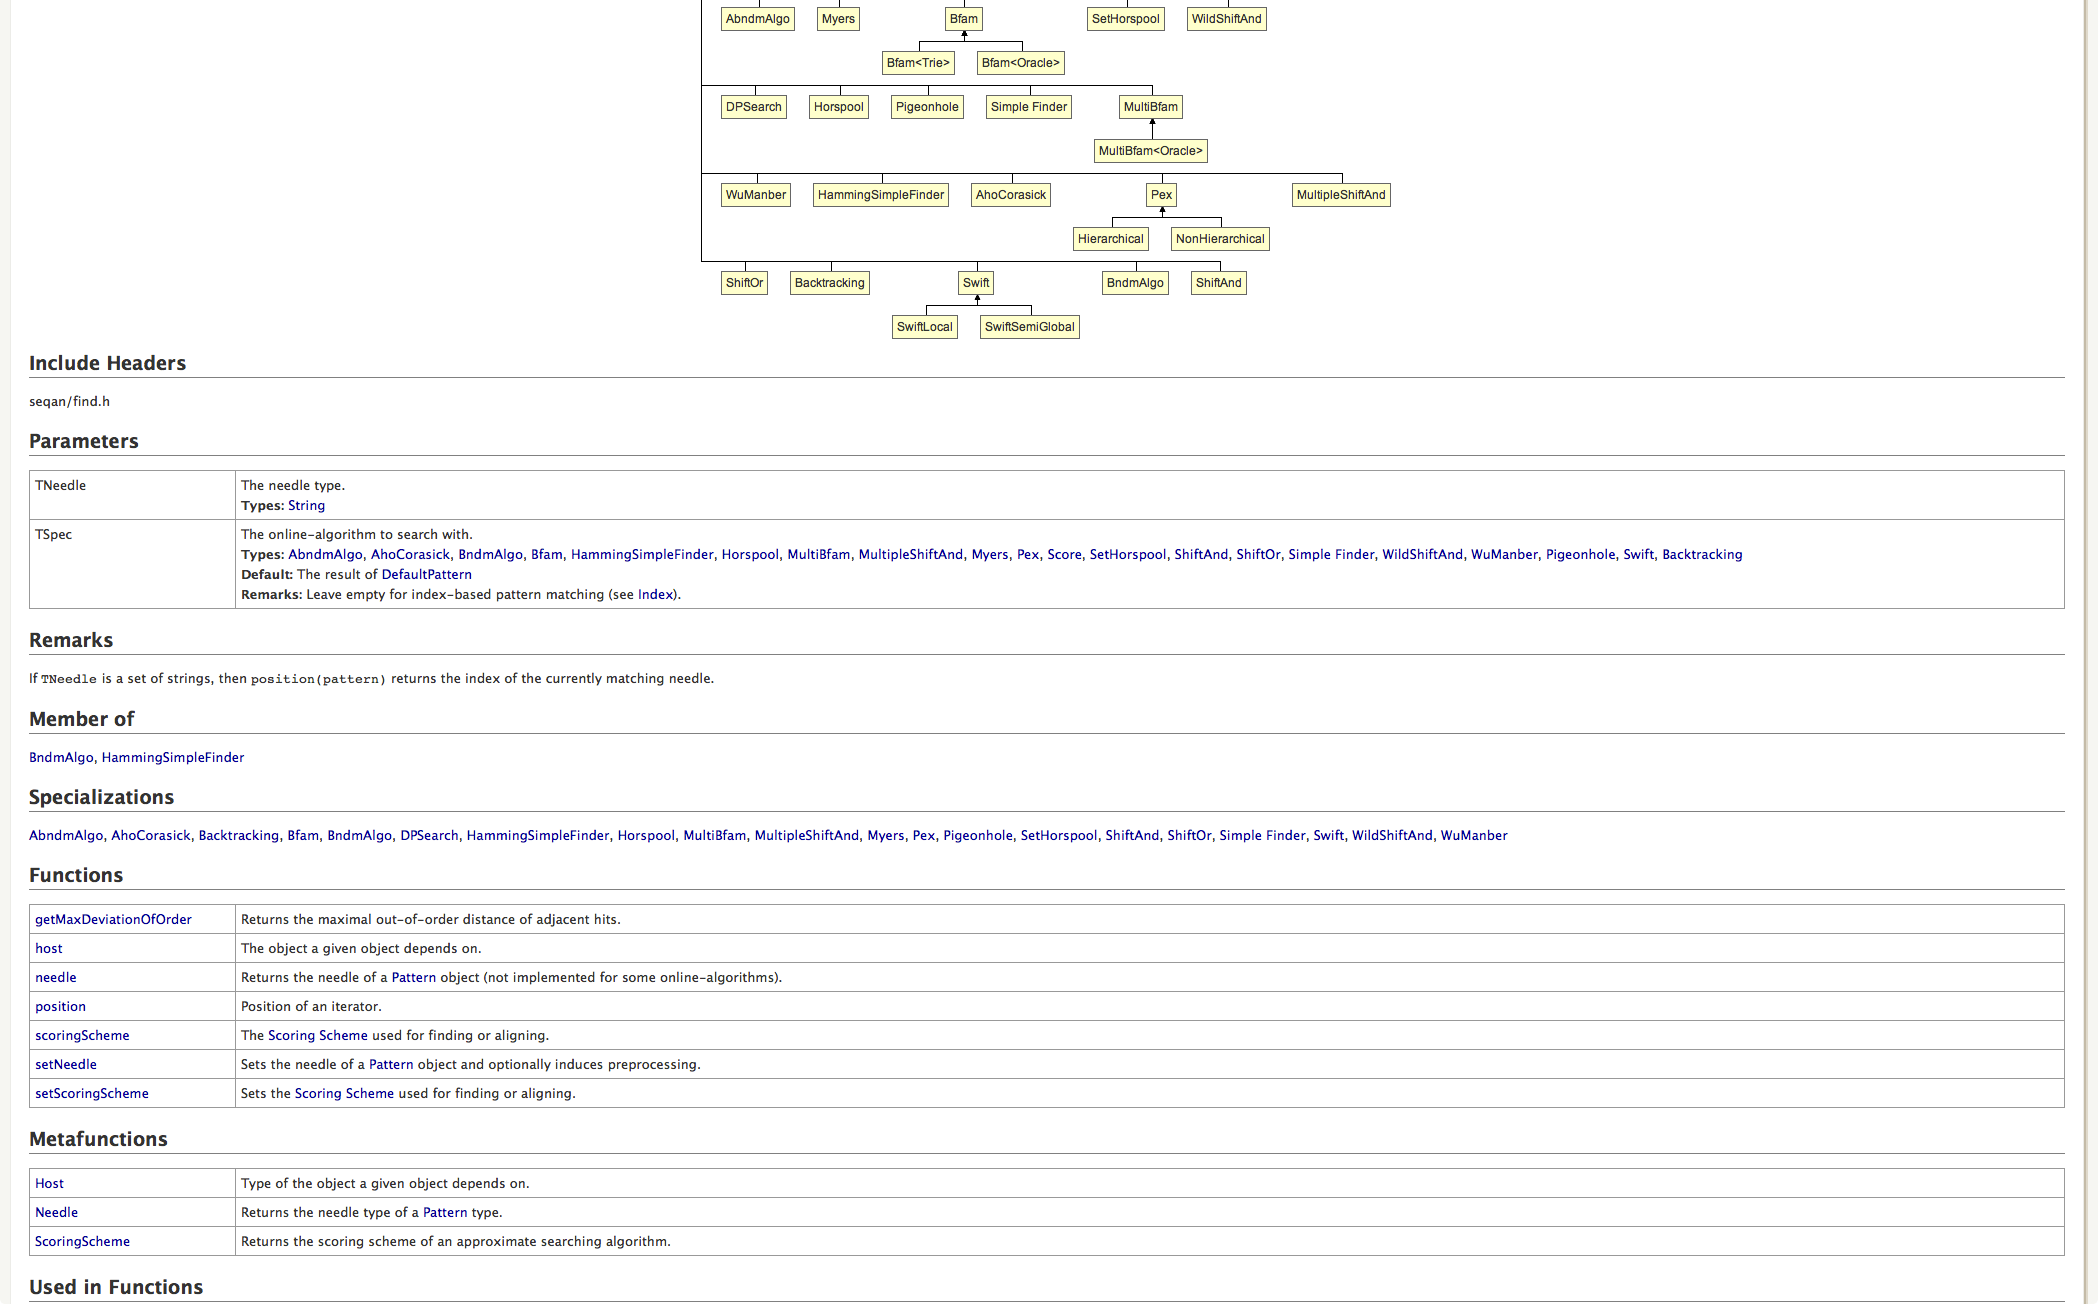 AbndmAlgo Myers Bfam SetHorspool WildShiftAnd
Bfam<Trie> Bfam<Oracle>
DPSearch Horspool Pigeonhole Simple Finder MultiBfam
MultiBfam<Oracle>
WuManber HammingSimpleFinder AhoCorasick Pex MultipleShiftAnd
Hierarchical NonHierarchical
ShiftOr Backtracking Swift BndmAlgo ShiftAnd
SwiftLocal SwiftSemiGlobal
Include Headers
seqan/find.h
Parameters
TNeedle The needle type.
Types: String
TSpec The online-algorithm to search with.
Types: AbndmAlgo, AhoCorasick, BndmAlgo, Bfam, HammingSimpleFinder, Horspool, MultiBfam, MultipleShiftAnd, Myers, Pex, Score, SetHorspool, ShiftAnd, ShiftOr, Simple Finder, WildShiftAnd, WuManber, Pigeonhole, Swift, Backtracking
Default: The result of DefaultPattern
Remarks: Leave empty for index-based pattern matching (see Index).
Remarks
If TNeedle is a set of strings, then position(pattern) returns the index of the currently matching needle.
Member of
BndmAlgo, HammingSimpleFinder
Specializations
AbndmAlgo, AhoCorasick, Backtracking, Bfam, BndmAlgo, DPSearch, HammingSimpleFinder, Horspool, MultiBfam, MultipleShiftAnd, Myers, Pex, Pigeonhole, SetHorspool, ShiftAnd, ShiftOr, Simple Finder, Swift, WildShiftAnd, WuManber
Functions
getMaxDeviationOfOrder Returns the maximal out-of-order distance of adjacent hits.
host The object a given object depends on.
needle Returns the needle of a Pattern object (not implemented for some online-algorithms).
position Position of an iterator.
scoringScheme The Scoring Scheme used for finding or aligning.
setNeedle Sets the needle of a Pattern object and optionally induces preprocessing.
setScoringScheme Sets the Scoring Scheme used for finding or aligning.
Metafunctions
Host Type of the object a given object depends on.
Needle Returns the needle type of a Pattern type.
ScoringScheme Returns the scoring scheme of an approximate searching algorithm.
Used in Functions